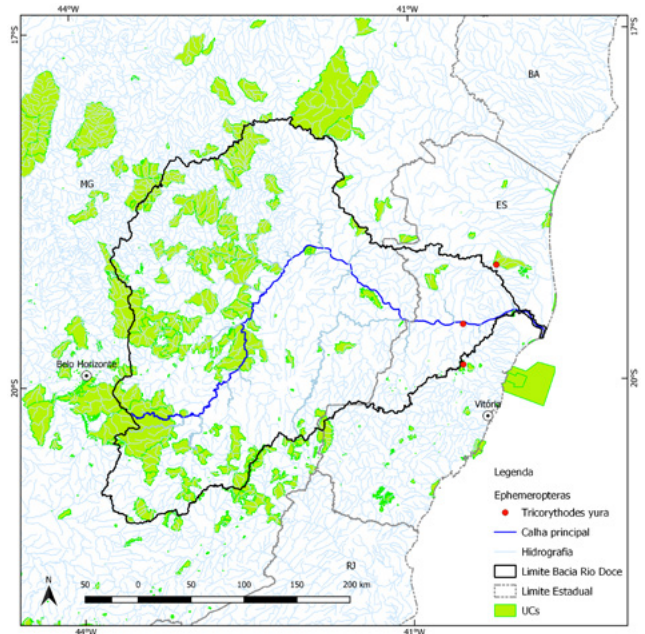 44°W
41°W
17°S
17°S
BA
MG
ES
Belo Horizonte
20°S
20°S
Vitória
Legenda
Ephemeropteras
Tricorythodes yura
Calha principal
Hidrografia
Limite Bacia Rio Doce
Limite Estadual
UCs
RJ
N
50 0 50 100 150 200 km
44°W
41°W